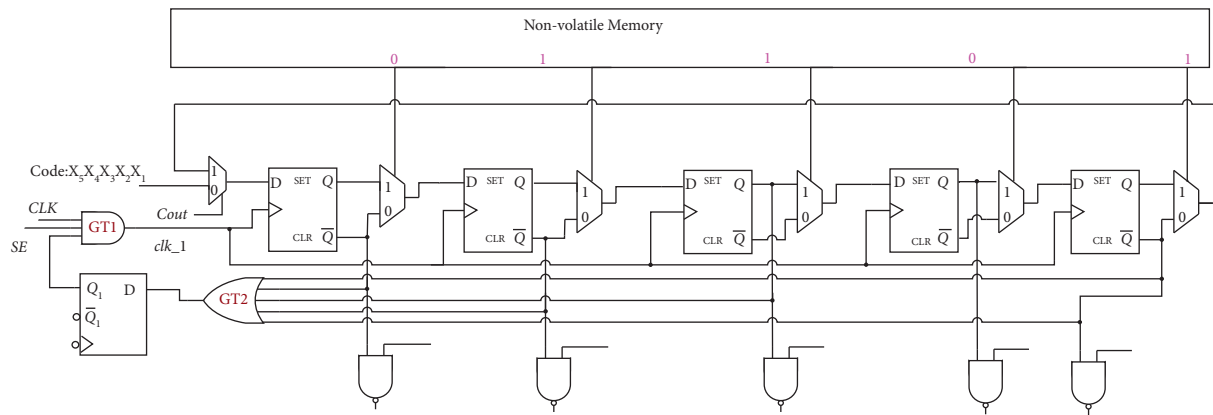 Non-volatile Memory
0 1 1 0 1
Code:X₅X₄X₃X₂X₁
1
0
Cout
CLK
SE
GT1
clk_1
D SET Q
CLR Q̅
1
0
D SET Q
CLR Q̅
1
0
D SET Q
CLR Q̅
1
0
D SET Q
CLR Q̅
1
0
D SET Q
CLR Q̅
1
0
Q₁ D
Q̅₁
GT2